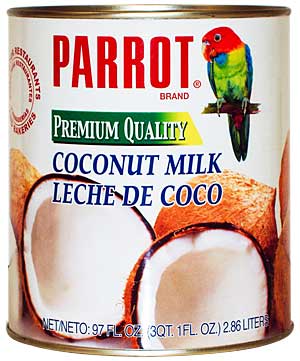 PARROT®
BRAND
RESTAURANTS
PREMIUM QUALITY
COCONUT MILK
LECHE DE COCO
NET/NETO: 97 FL. OZ. (3QT. 1FL. OZ.) 2.86 LITERS